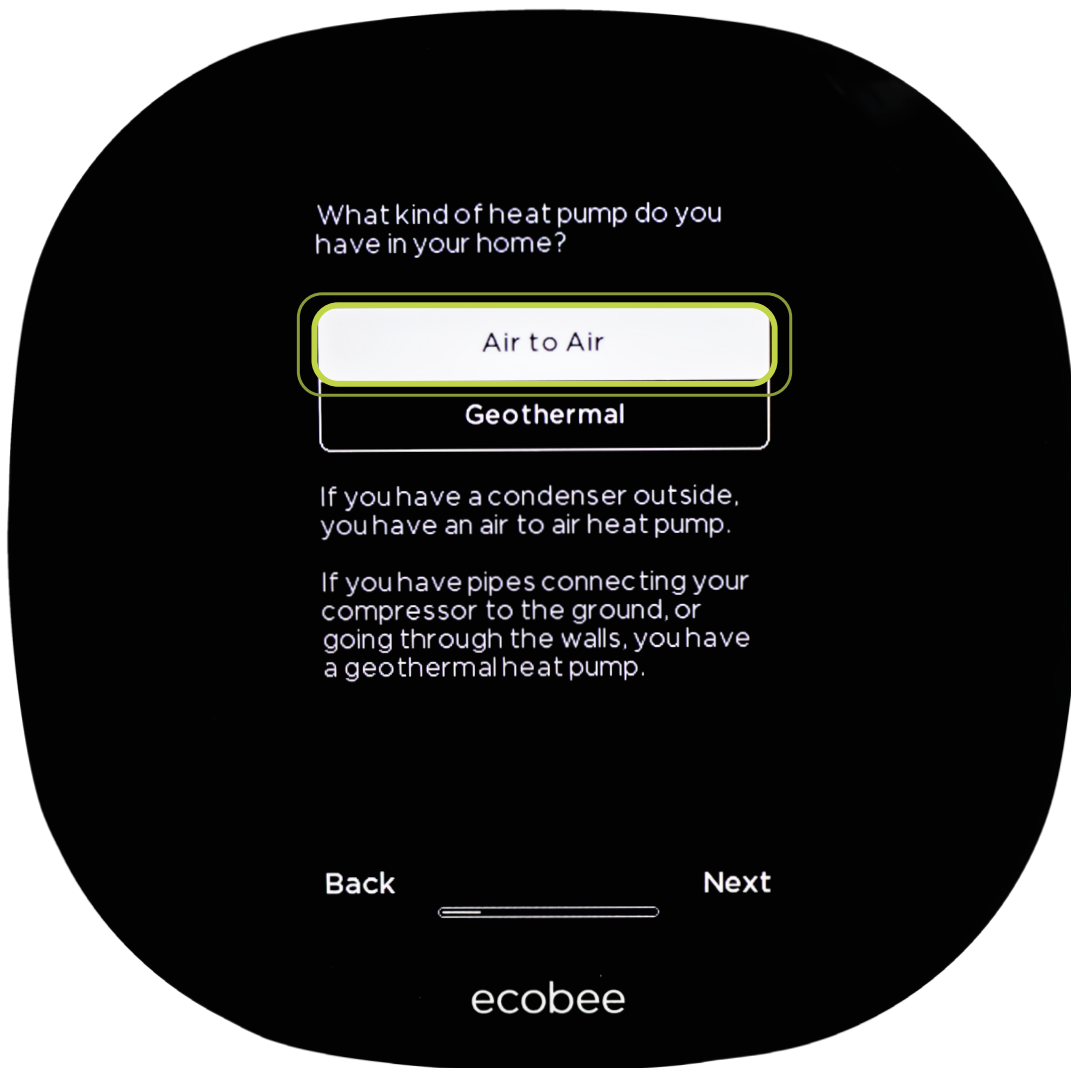 What kind of heat pump do you
have in your home?
Air to Air
Geothermal
If you have a condenser outside,
you have an air to air heat pump.
If you have pipes connecting your
compressor to the ground, or
going through the walls, you have
a geothermal heat pump.
Back
Next
ecobee